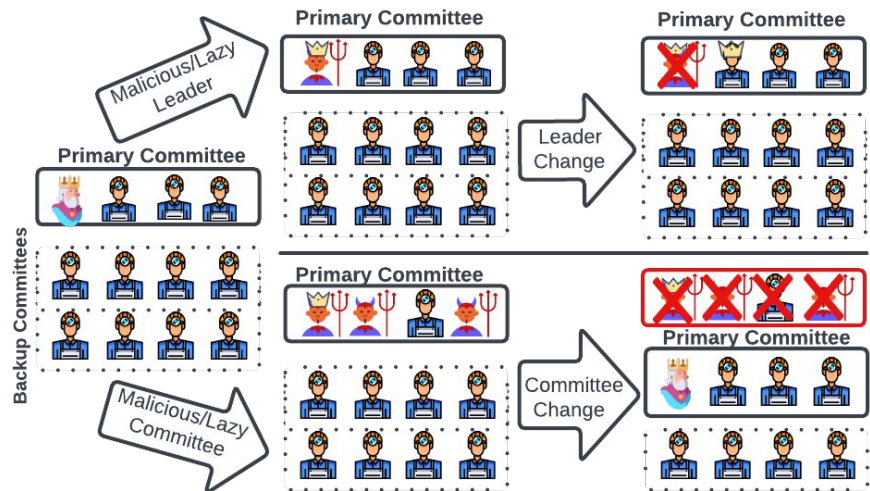 Primary Committee
Primary Committee
Malicious/Lazy
Leader
Leader
Change
Primary Committee
Backup Committees
Primary Committee
Primary Committee
Malicious/Lazy
Committee
Committee
Change